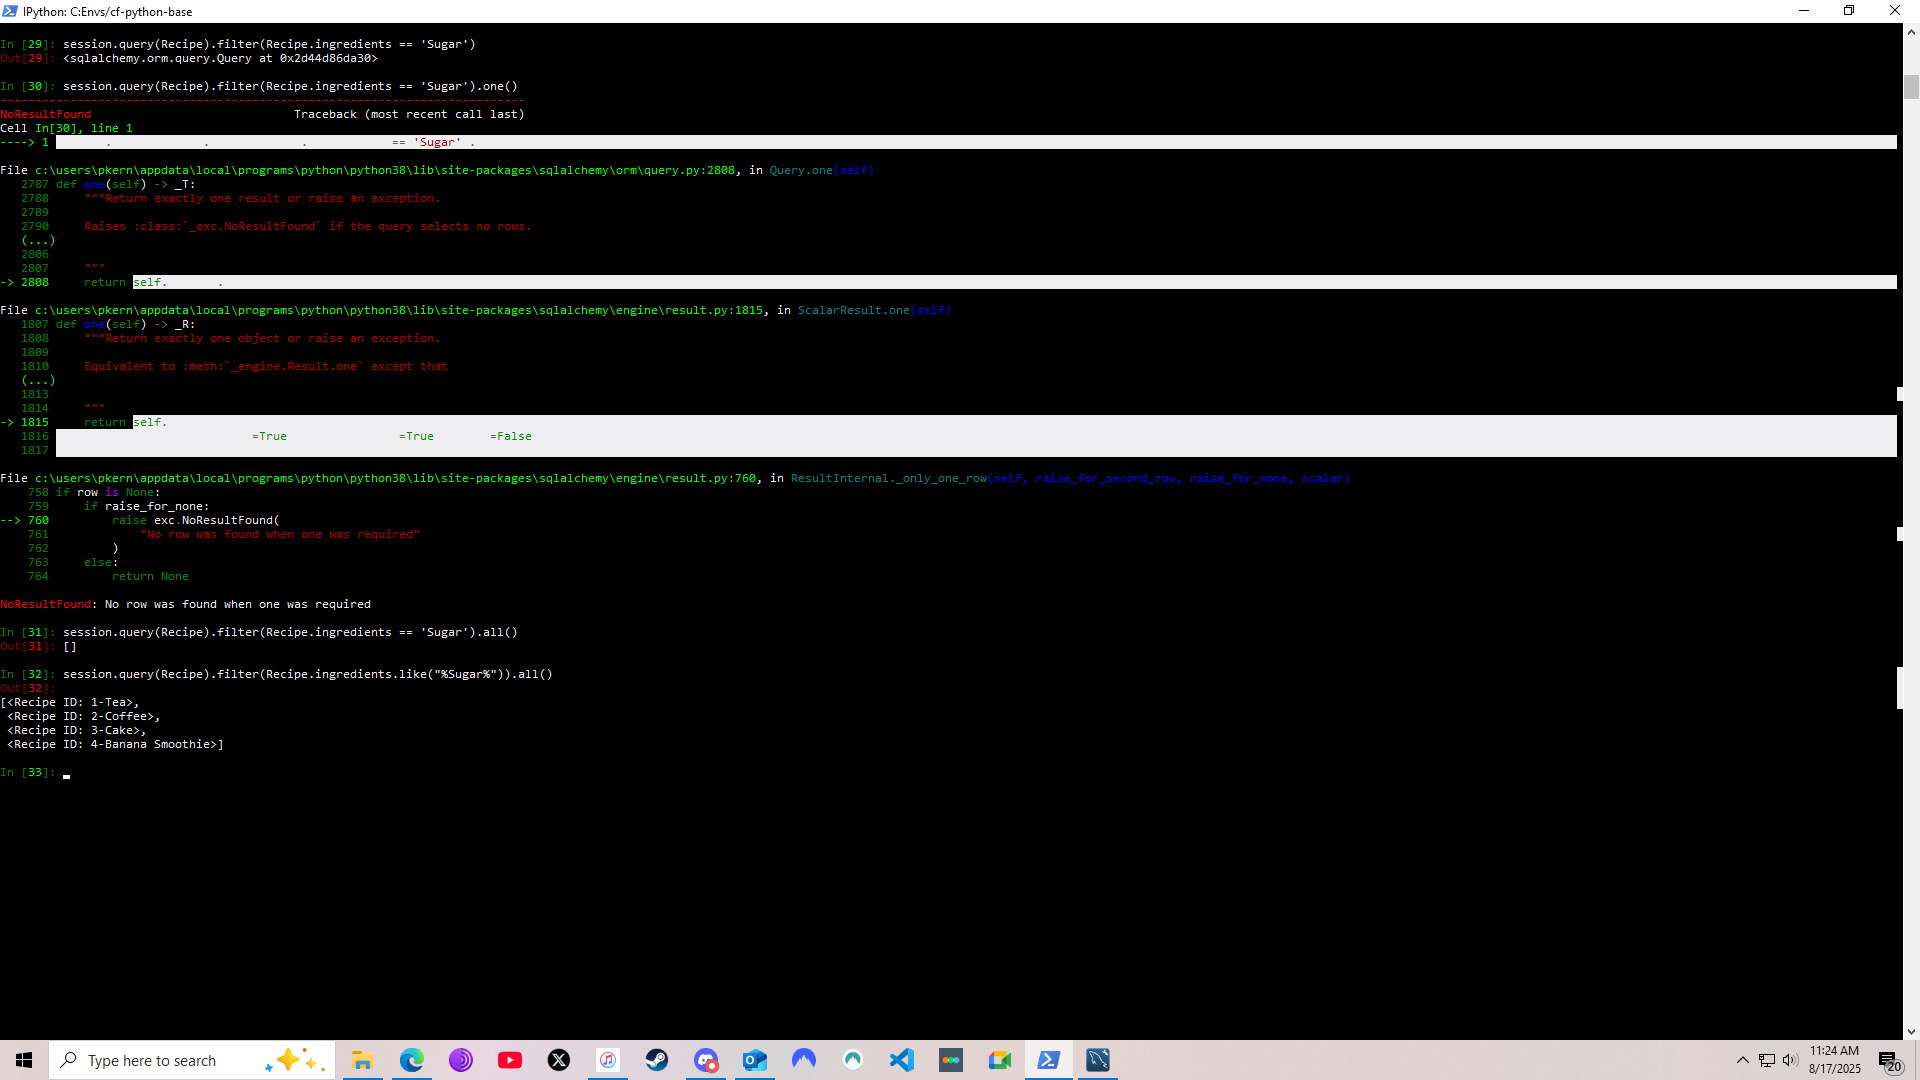 IPython: C:Envs/cf-python-base
In [29]: session.query(Recipe).filter(Recipe.ingredients == 'Sugar')
Out[29]: <sqlalchemy.orm.query.Query at 0x2d44d86da30>
In [30]: session.query(Recipe).filter(Recipe.ingredients == 'Sugar').one()
---------------------------------------------------------------------------
NoResultFound                             Traceback (most recent call last)
Cell In[30], line 1
----> 1       .             .             .            == 'Sugar' .
File c:\users\pkern\appdata\local\programs\python\python38\lib\site-packages\sqlalchemy\orm\query.py:2808, in Query.one(self)
   2787 def one(self) -> _T:
   2788     """Return exactly one result or raise an exception.
   2789
   2790     Raises :class:`_exc.NoResultFound` if the query selects no rows.
   (...)
   2806
   2807     """
-> 2808     return self.       .
File c:\users\pkern\appdata\local\programs\python\python38\lib\site-packages\sqlalchemy\engine\result.py:1815, in ScalarResult.one(self)
   1807 def one(self) -> _R:
   1808     """Return exactly one object or raise an exception.
   1809
   1810     Equivalent to :meth:`_engine.Result.one` except that
   (...)
   1813
   1814     """
-> 1815     return self.
   1816                             =True                =True        =False
   1817
File c:\users\pkern\appdata\local\programs\python\python38\lib\site-packages\sqlalchemy\engine\result.py:760, in ResultInternal._only_one_row(self, raise_for_second_row, raise_for_none, scalar)
    758 if row is None:
    759     if raise_for_none:
--> 760         raise exc.NoResultFound(
    761             "No row was found when one was required"
    762         )
    763     else:
    764         return None
NoResultFound: No row was found when one was required
In [31]: session.query(Recipe).filter(Recipe.ingredients == 'Sugar').all()
Out[31]: []
In [32]: session.query(Recipe).filter(Recipe.ingredients.like("%Sugar%")).all()
Out[32]:
[<Recipe ID: 1-Tea>,
 <Recipe ID: 2-Coffee>,
 <Recipe ID: 3-Cake>,
 <Recipe ID: 4-Banana Smoothie>]
In [33]:
Type here to search
11:24 AM
8/17/2025
20